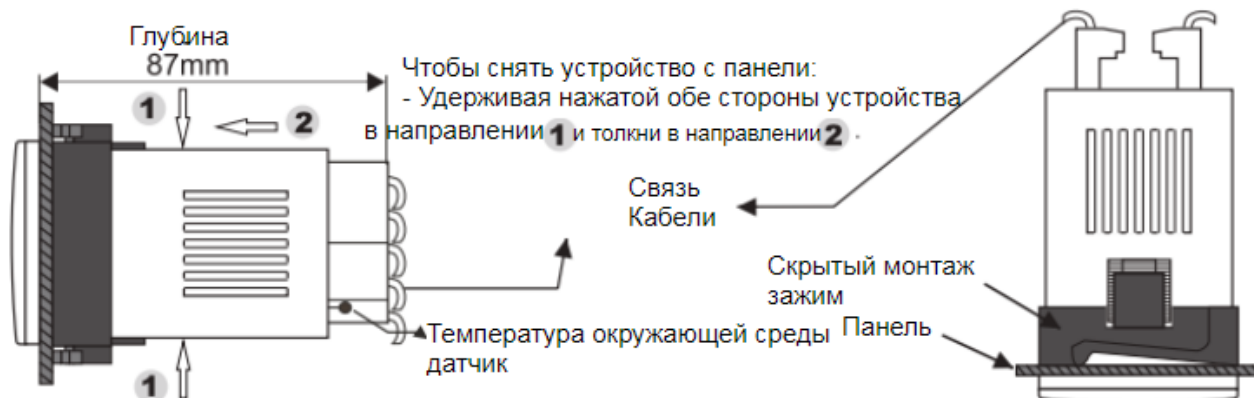 Глубина
87mm
1
2
Чтобы снять устройство с панели:
- Удерживая нажатой обе стороны устройства
в направлении 1 и толкни в направлении 2 .
Связь
Кабели
Скрытый монтаж
зажим
Температура окружающей среды
датчик
Панель
1